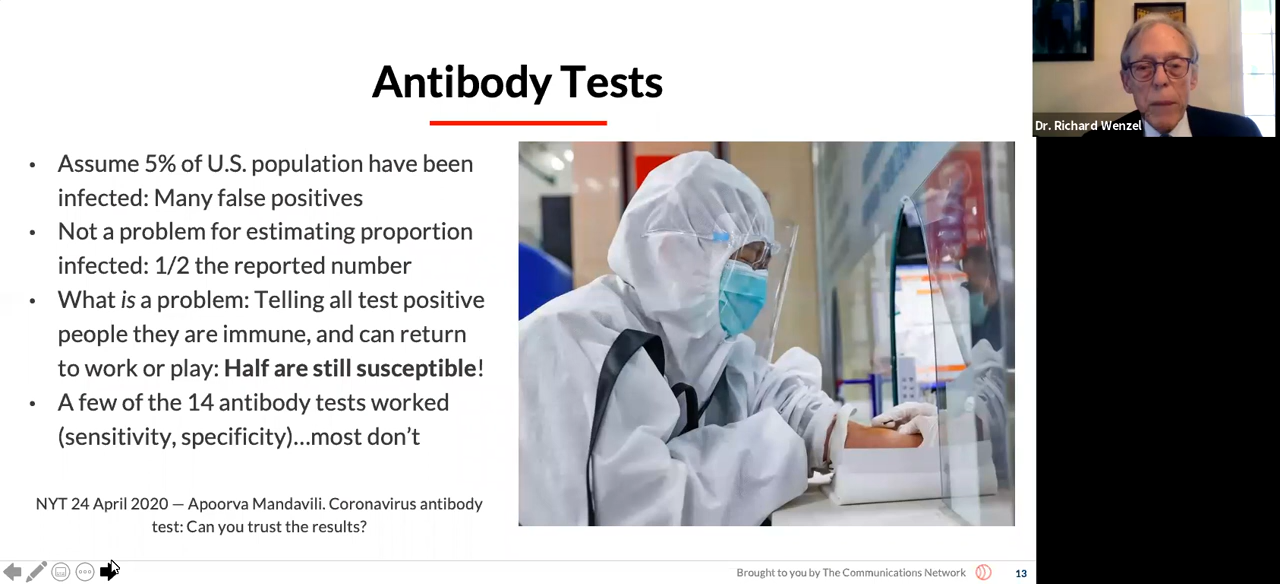 Antibody Tests
• Assume 5% of U.S. population have been
infected: Many false positives
• Not a problem for estimating proportion
infected: 1/2 the reported number
• What is a problem: Telling all test positive
people they are immune, and can return
to work or play: Half are still susceptible!
• A few of the 14 antibody tests worked
(sensitivity, specificity)…most don’t
NYT 24 April 2020 — Apoorva Mandavili. Coronavirus antibody
test: Can you trust the results?
Dr. Richard Wenzel
Brought to you by The Communications Network
13